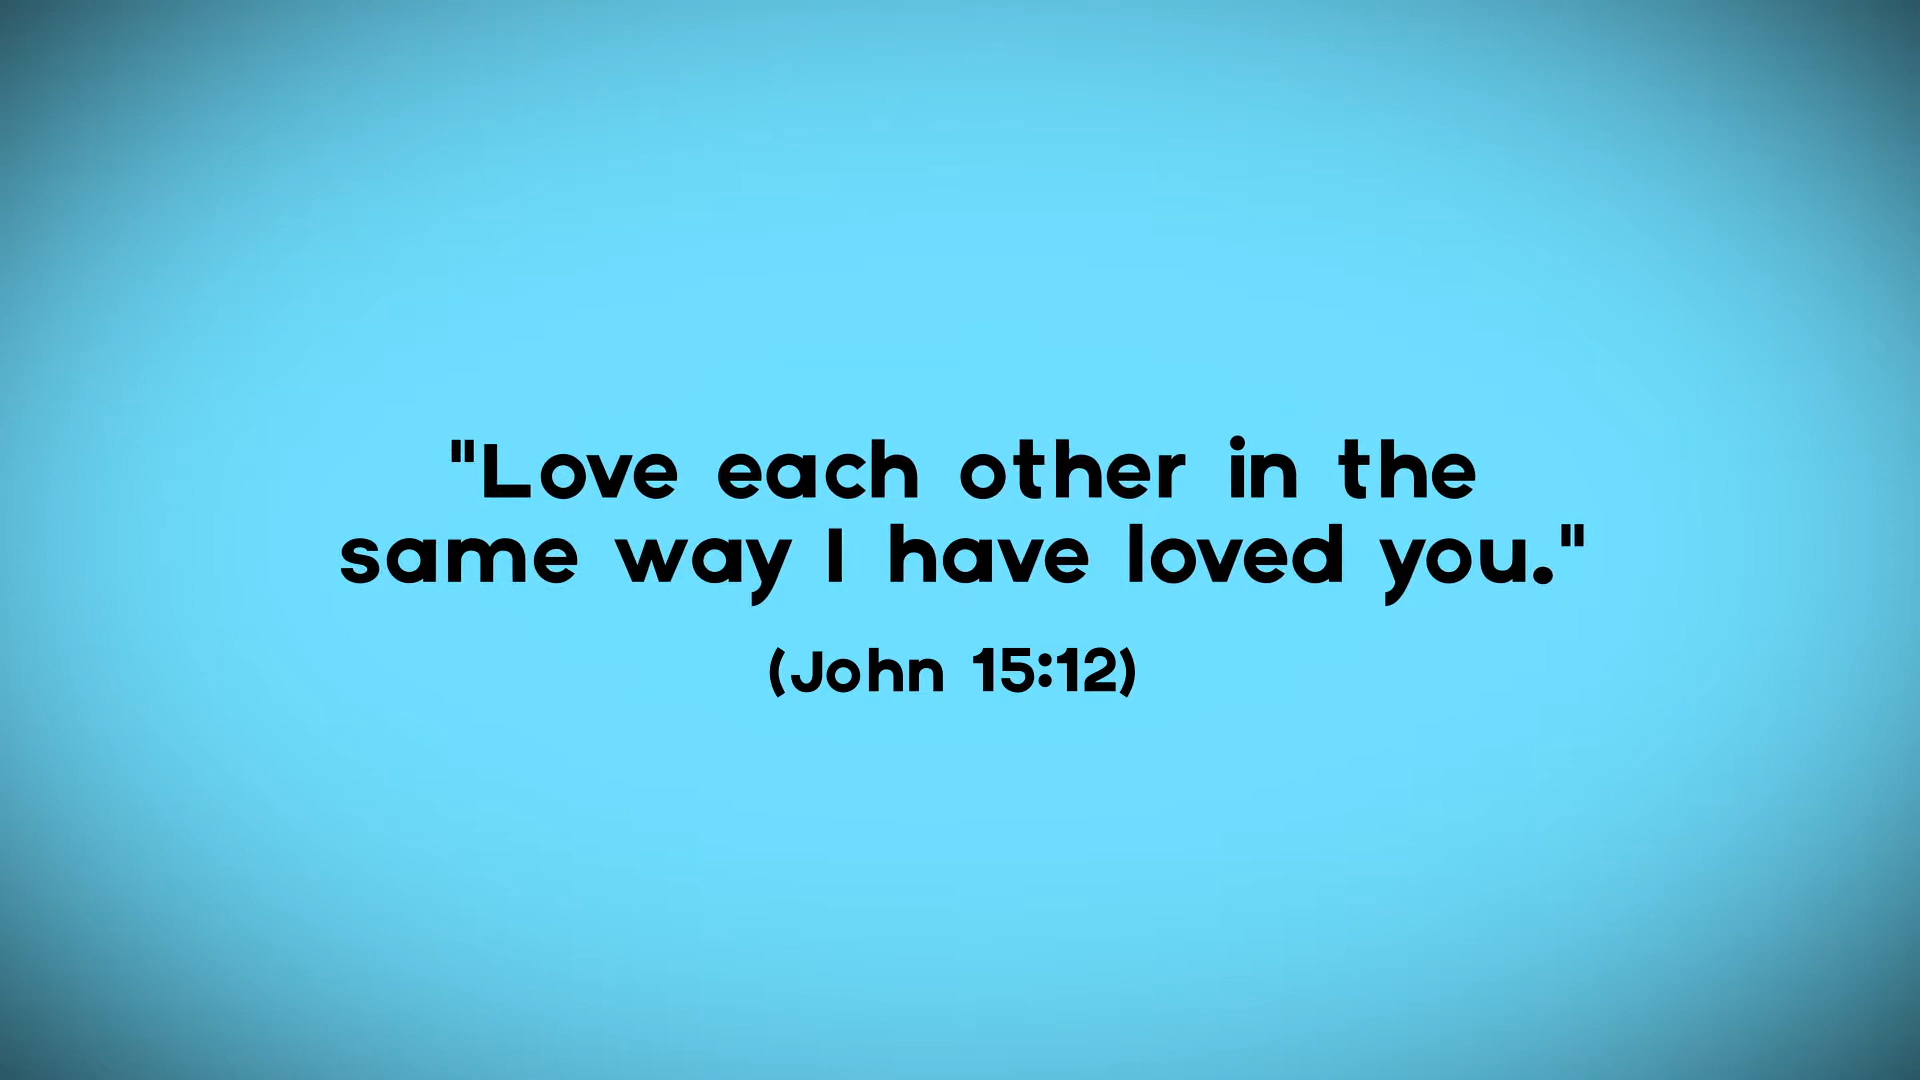 "Love each other in the
same way I have loved you."
(John 15:12)